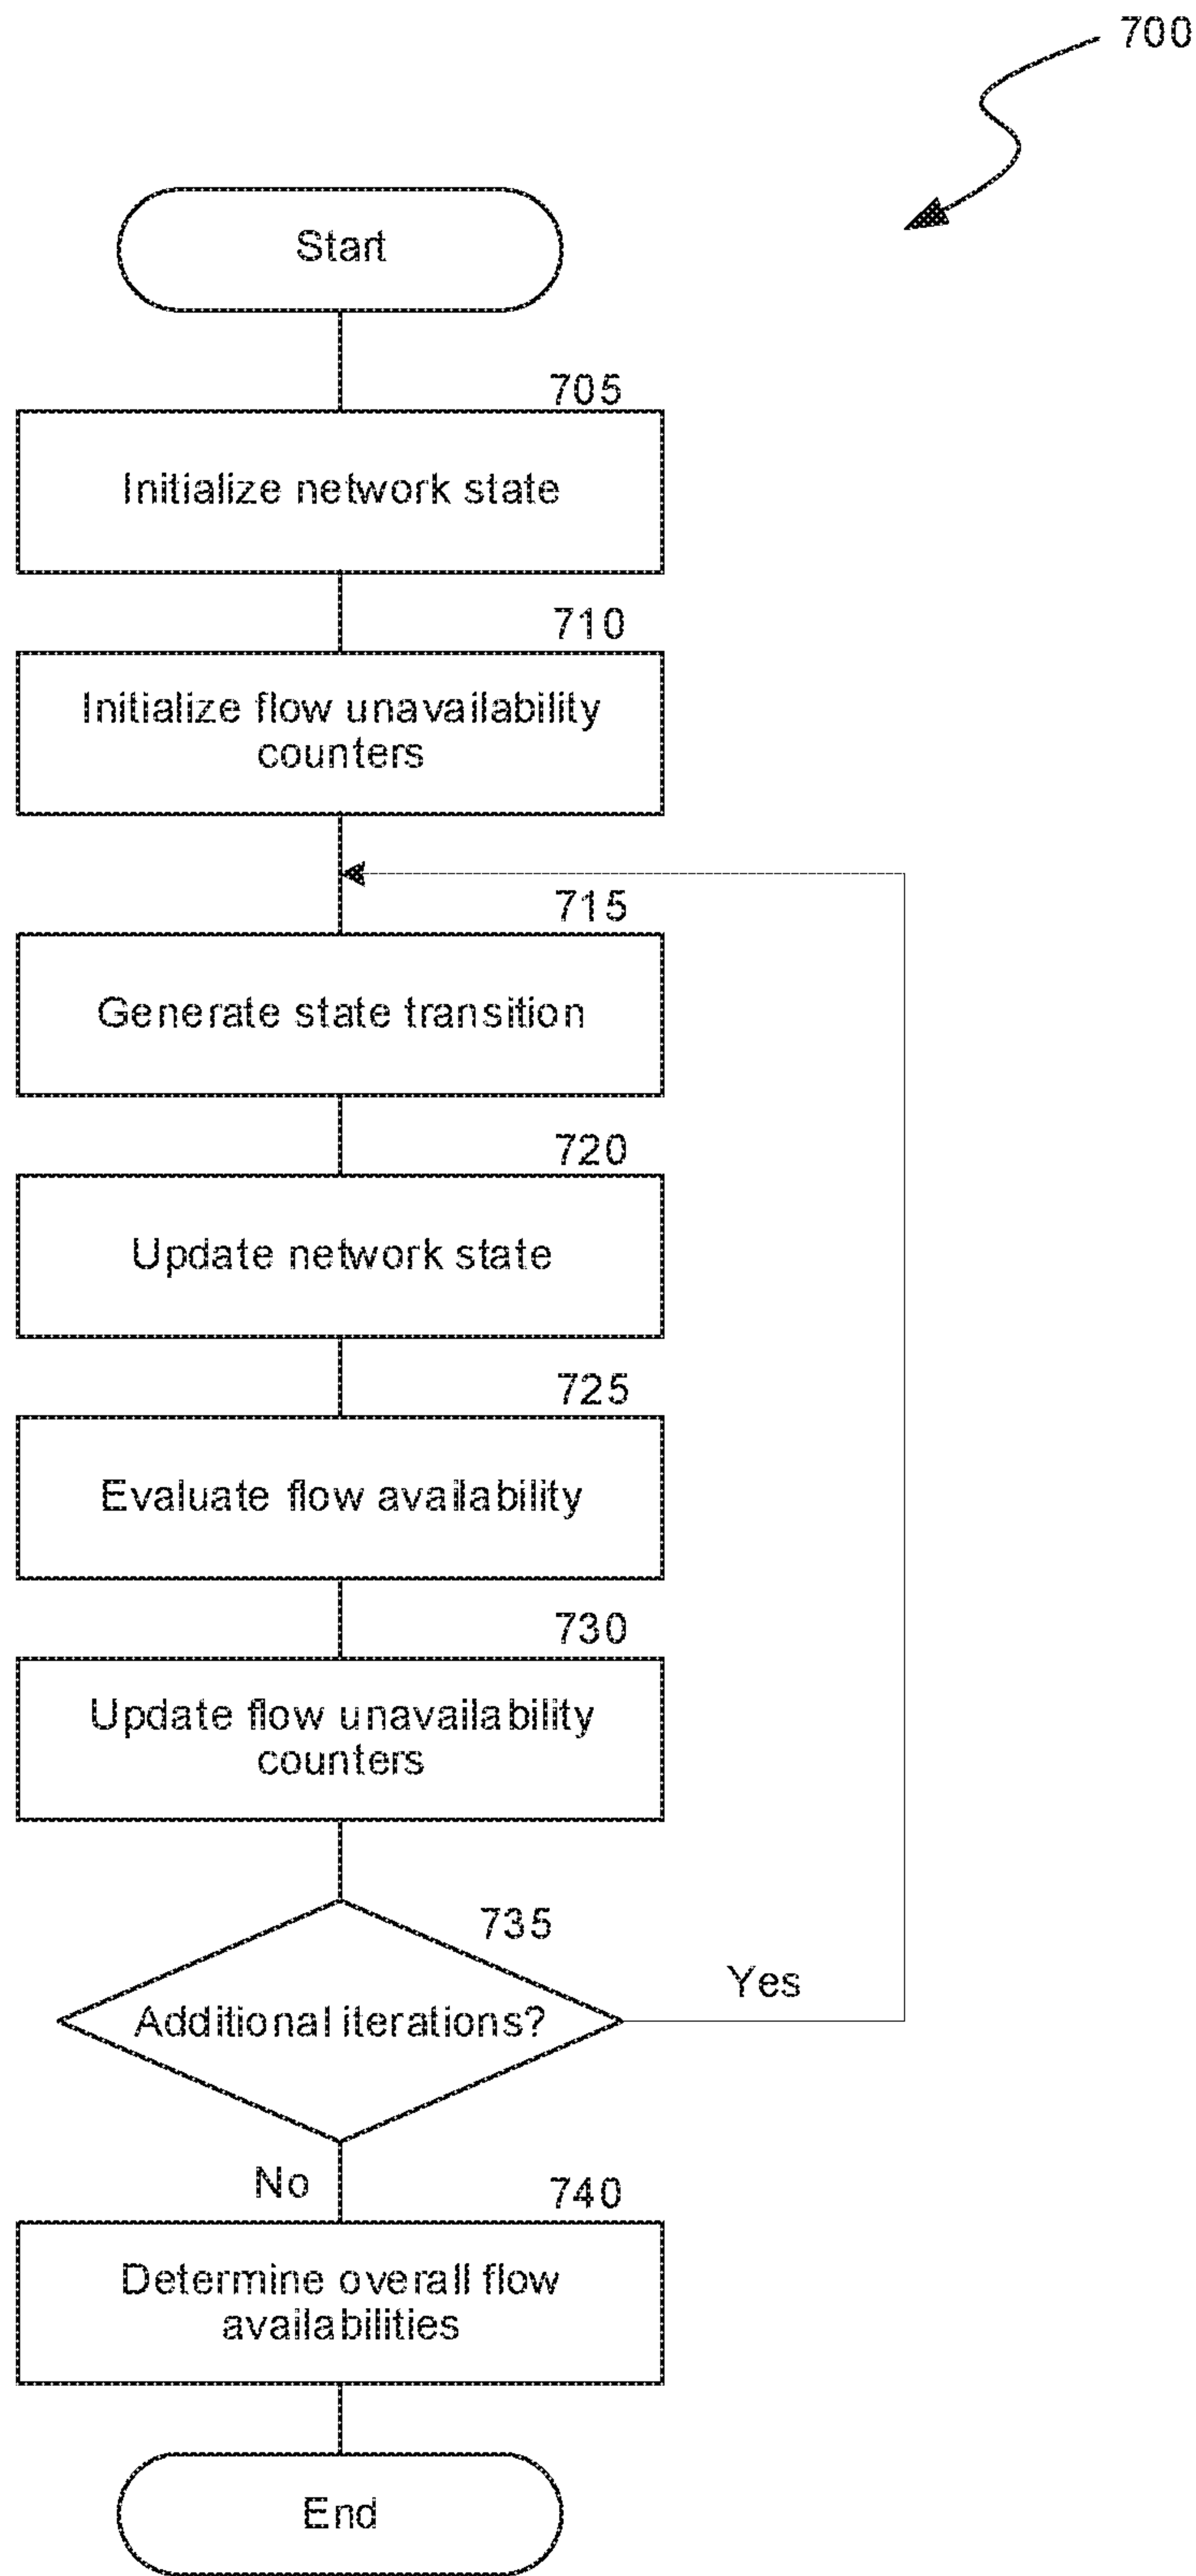 700
Start
705
Initialize network state
710
Initialize flow unavailability
counters
715
Generate state transition
720
Update network state
725
Evaluate flow availability
730
Update flow unavailability
counters
735
Additional iterations?
Yes
No
740
Determine overall flow
availabilities
End